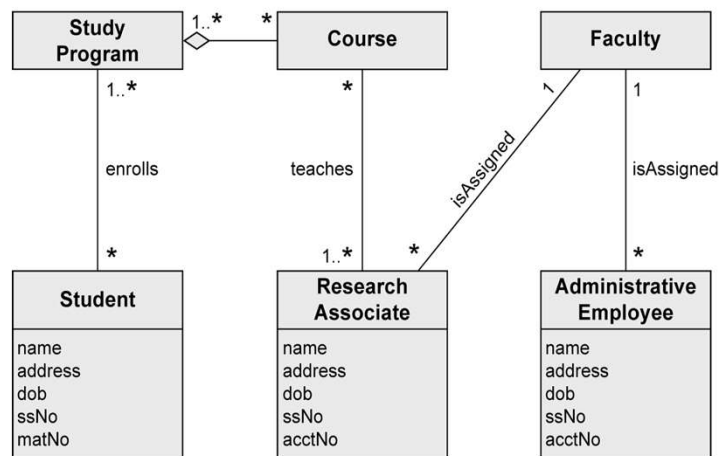 Study
Program
1..*
*
Course
Faculty
1..*
*
1
1
enrolls
teaches
isAssigned
isAssigned
*
1..*
*
*
Student
Research
Associate
Administrative
Employee
name
address
dob
ssNo
matNo
name
address
dob
ssNo
acctNo
name
address
dob
ssNo
acctNo